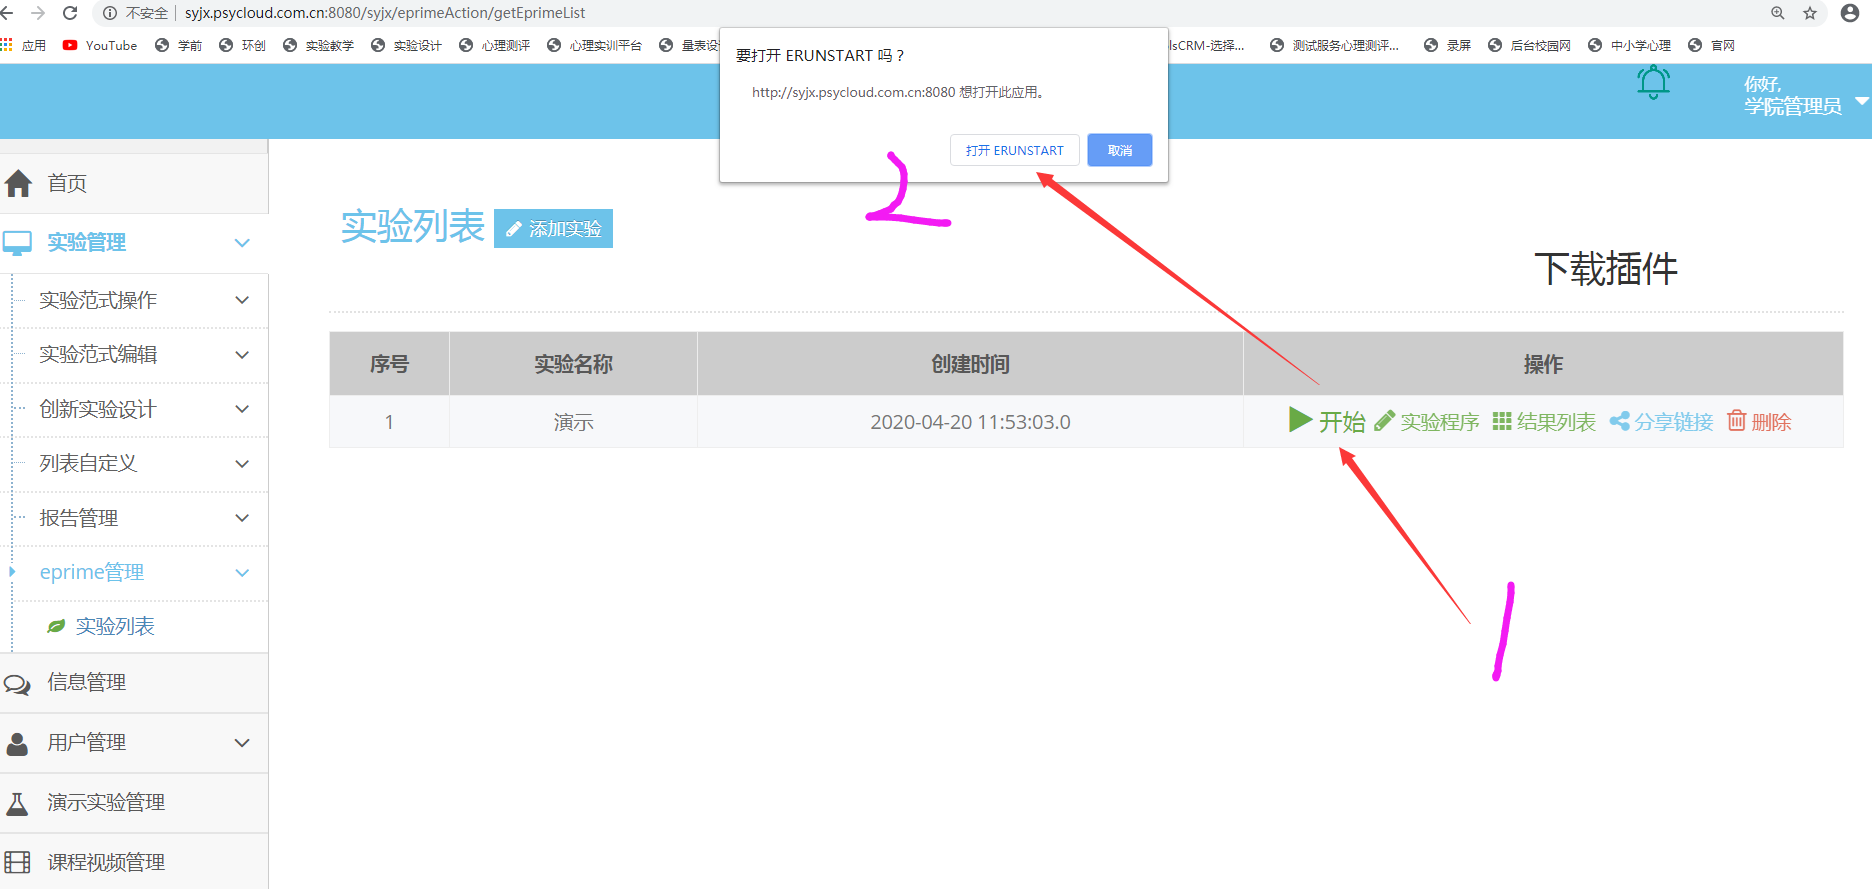 不安全 syjx.psycloud.com.cn:8080/syjx/eprimeAction/getEprimeList
应用 YouTube 学前 环创 实验教学 实验设计 心理测评 心理实训平台 量表设 lsCRM-选择... 测试服务心理测评... 录屏 后台校园网 中小学心理 官网
要打开 ERUNSTART 吗？
http://syjx.psycloud.com.cn:8080 想打开此应用。
打开 ERUNSTART 取消
你好,
学院管理员
首页
实验管理
实验范式操作
实验范式编辑
创新实验设计
列表自定义
报告管理
eprime管理
实验列表
信息管理
用户管理
演示实验管理
课程视频管理
2
实验列表 添加实验
下载插件
序号 实验名称 创建时间 操作
1 演示 2020-04-20 11:53:03.0 开始 实验程序 结果列表 分享链接 删除
1